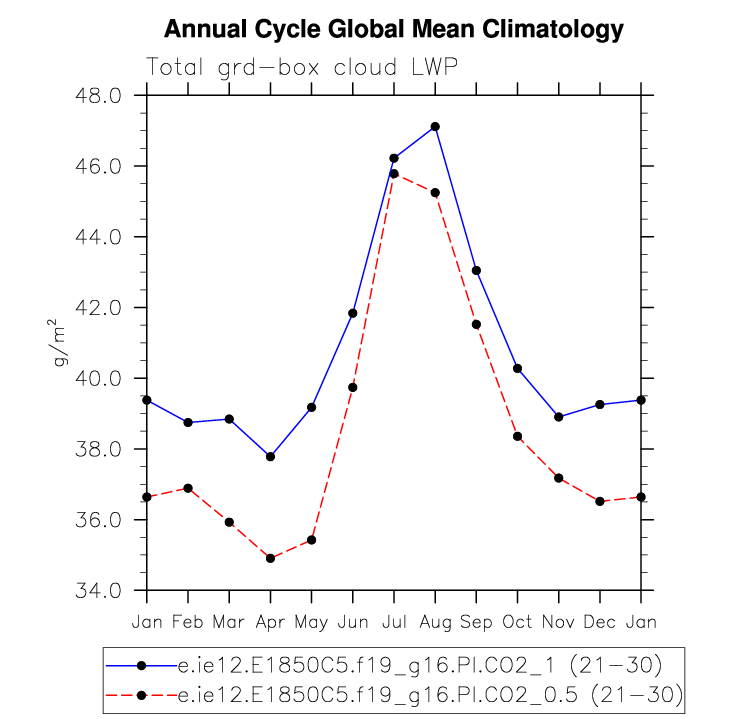 Annual Cycle Global Mean Climatology
Total grd-box cloud LWP
48.0
46.0
44.0
42.0
40.0
38.0
36.0
34.0
g/m²
Jan Feb Mar Apr May Jun Jul Aug Sep Oct Nov Dec Jan
e.ie12.E1850C5.f19_g16.PI.CO2_1 (21-30)
e.ie12.E1850C5.f19_g16.PI.CO2_0.5 (21-30)